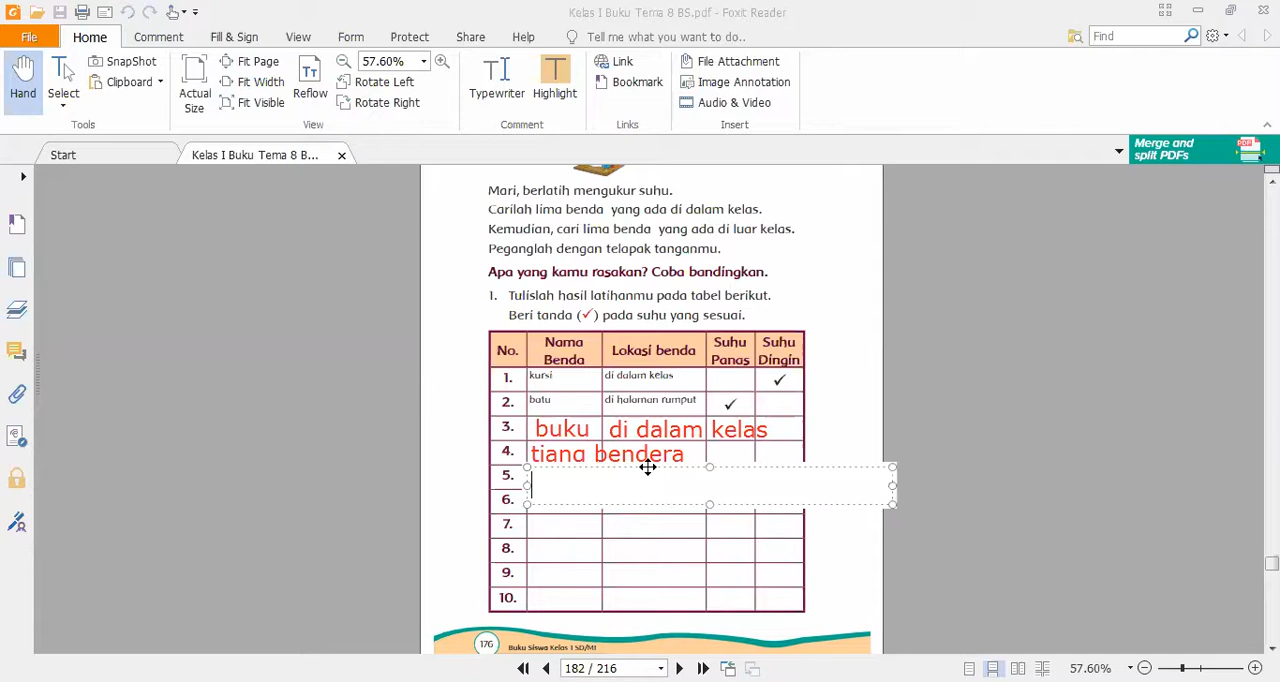 Kelas I Buku Tema 8 BS.pdf - Foxit Reader
File Home Comment Fill & Sign View Form Protect Share Help Tell me what you want to do.. Find
Hand
Select
SnapShot
Clipboard
Tools
Actual Size
Fit Page
Fit Width
Fit Visible
Reflow
57.60%
Rotate Left
Rotate Right
View
Typewriter
Highlight
Comment
Link
Bookmark
Links
File Attachment
Image Annotation
Audio & Video
Insert
Start
Kelas I Buku Tema 8 B...
Merge and
split PDFs
Mari, berlatih mengukur suhu.
Carilah lima benda yang ada di dalam kelas.
Kemudian, cari lima benda yang ada di luar kelas.
Peganglah dengan telapak tanganmu.
Apa yang kamu rasakan? Coba bandingkan.
1. Tulislah hasil latihanmu pada tabel berikut.
Beri tanda (✓) pada suhu yang sesuai.
No. Nama Benda Lokasi benda Suhu Panas Suhu Dingin
1. kursi di dalam kelas ✓
2. batu di halaman rumput ✓
3. buku di dalam kelas
4. tiang bendera
5.
6.
7.
8.
9.
10.
176 Buku Siswa Kelas I SD/MI
182 / 216
57.60%